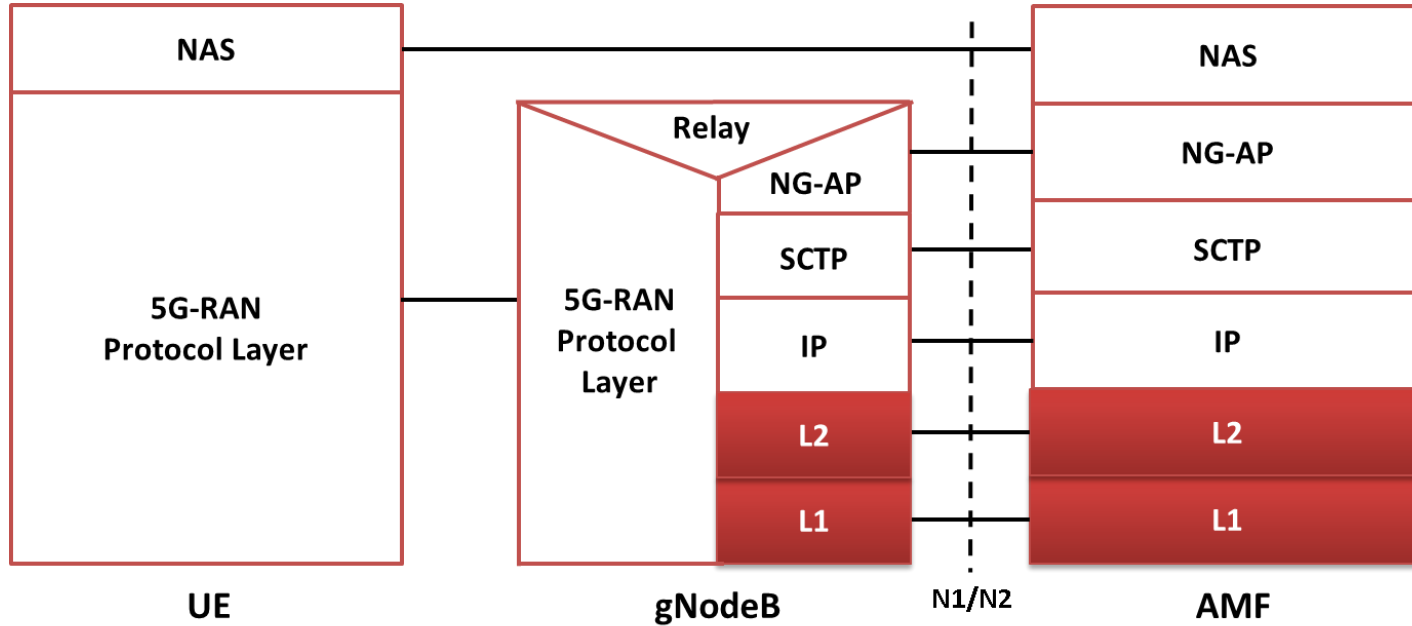 NAS
5G-RAN
Protocol Layer
UE
Relay
NG-AP
5G-RAN
Protocol
Layer
SCTP
IP
L2
L1
gNodeB
N1/N2
NAS
NG-AP
SCTP
IP
L2
L1
AMF